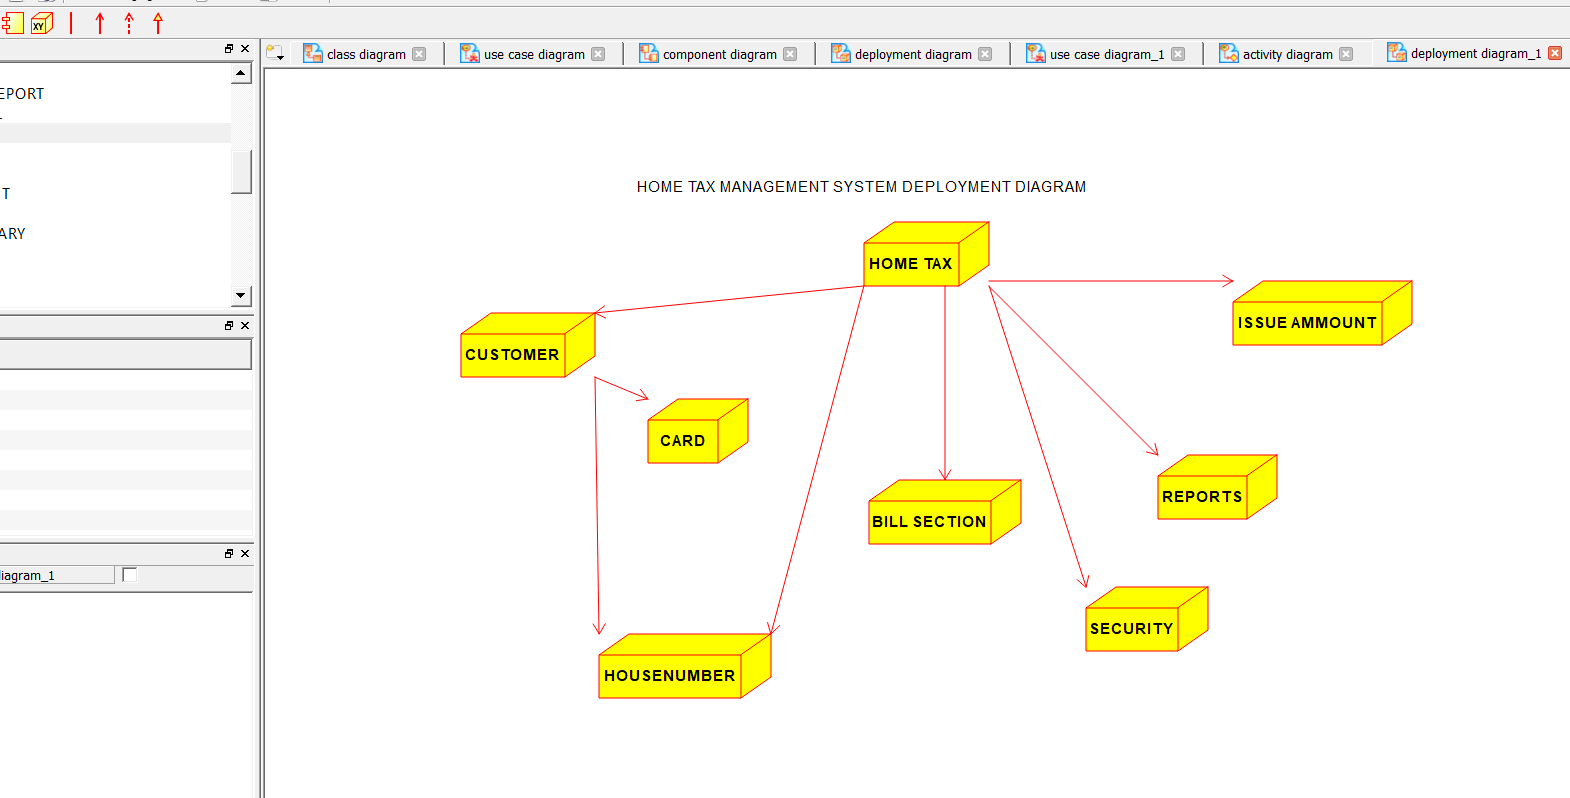 XY
class diagram
use case diagram
component diagram
deployment diagram
use case diagram_1
activity diagram
deployment diagram_1
EPORT
T
ARY
iagram_1
HOME TAX MANAGEMENT SYSTEM DEPLOYMENT DIAGRAM
HOME TAX
ISSUE AMMOUNT
CUSTOMER
CARD
REPORTS
BILL SECTION
SECURITY
HOUSENUMBER